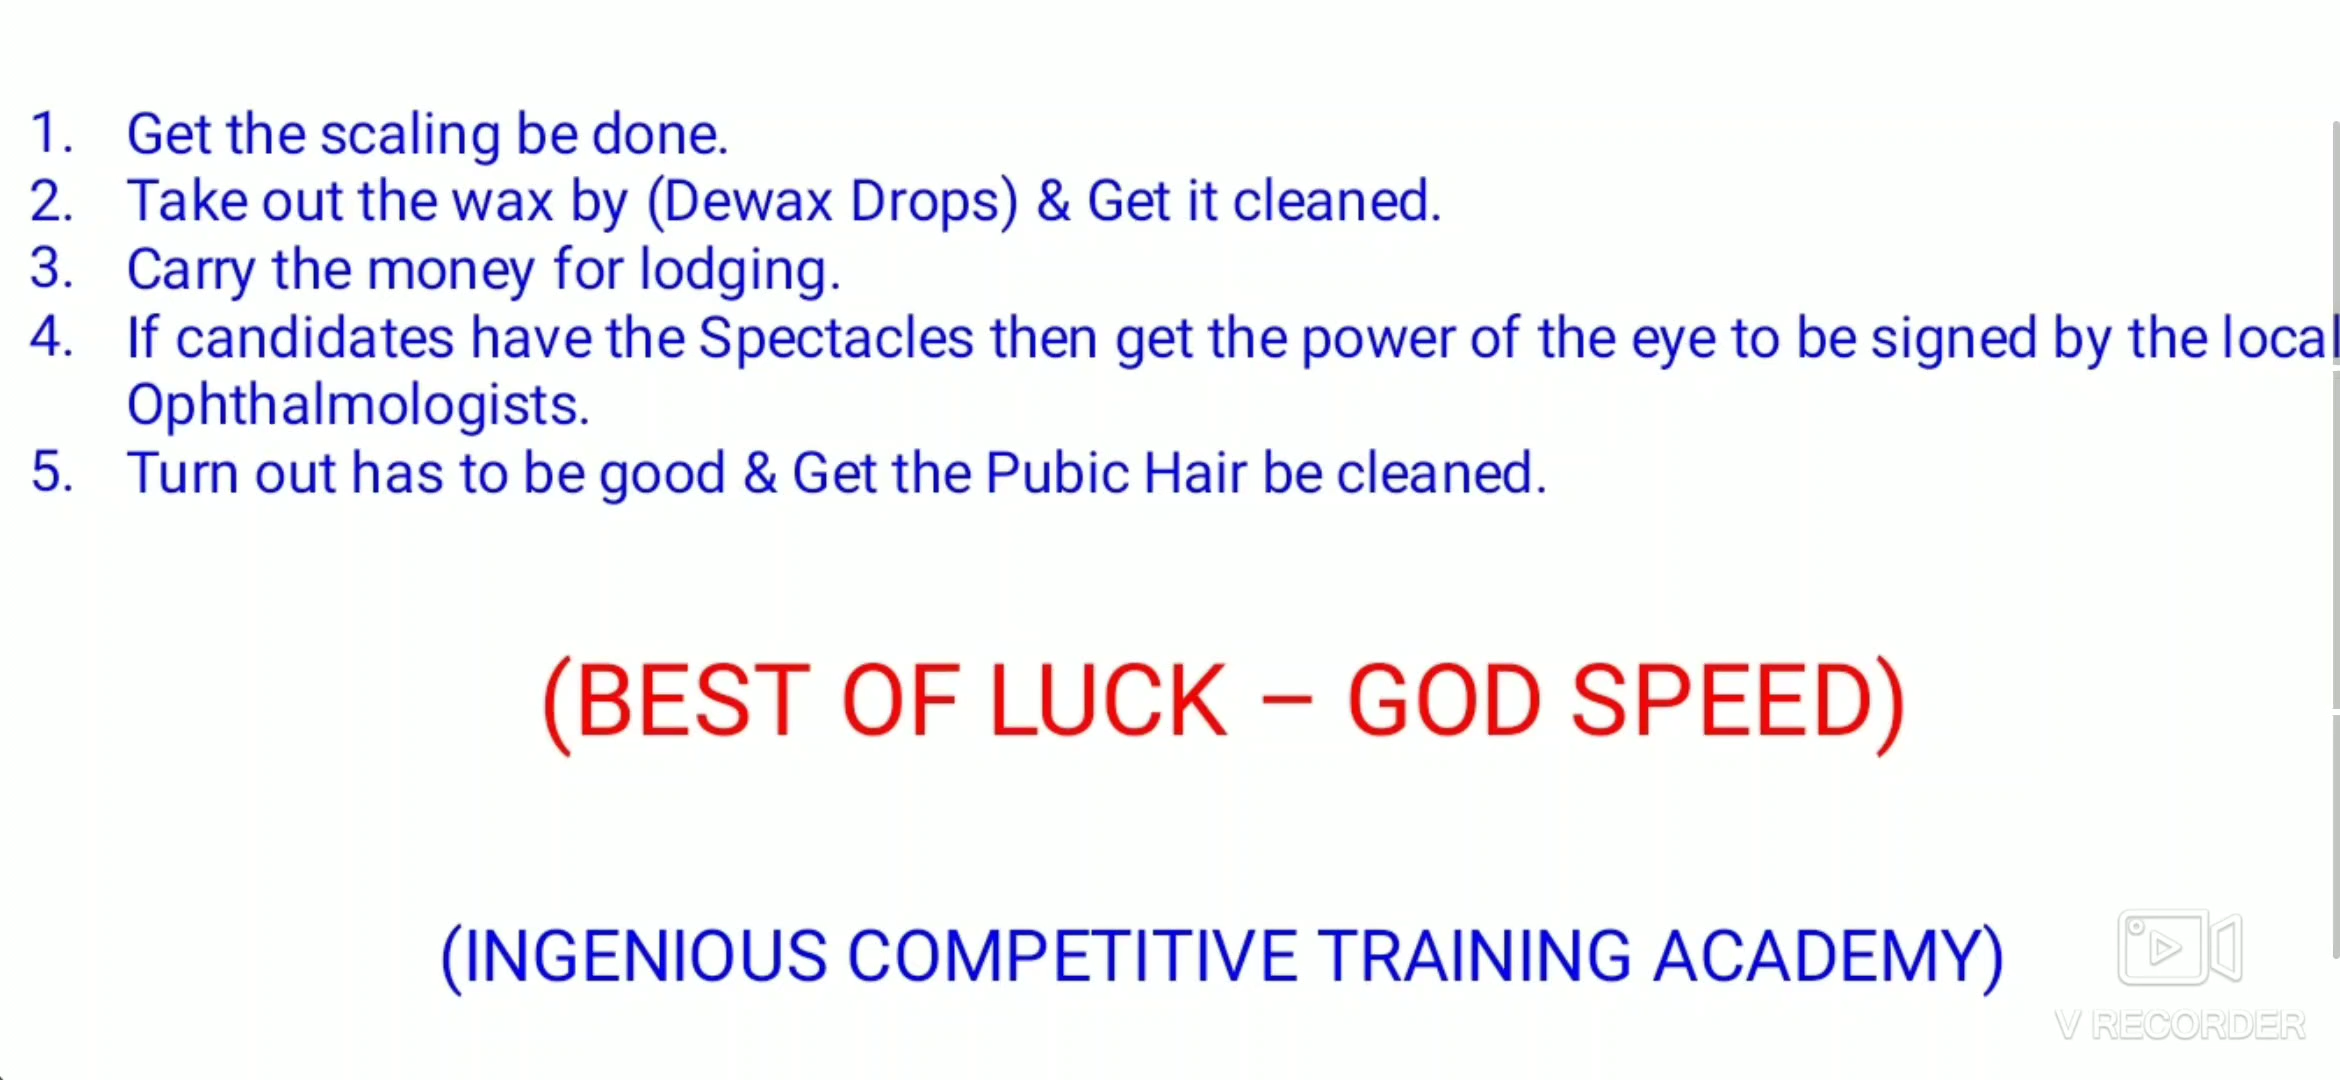 1. Get the scaling be done.
2. Take out the wax by (Dewax Drops) & Get it cleaned.
3. Carry the money for lodging.
4. If candidates have the Spectacles then get the power of the eye to be signed by the local
Ophthalmologists.
5. Turn out has to be good & Get the Pubic Hair be cleaned.
(BEST OF LUCK – GOD SPEED)
(INGENIOUS COMPETITIVE TRAINING ACADEMY)
V RECORDER